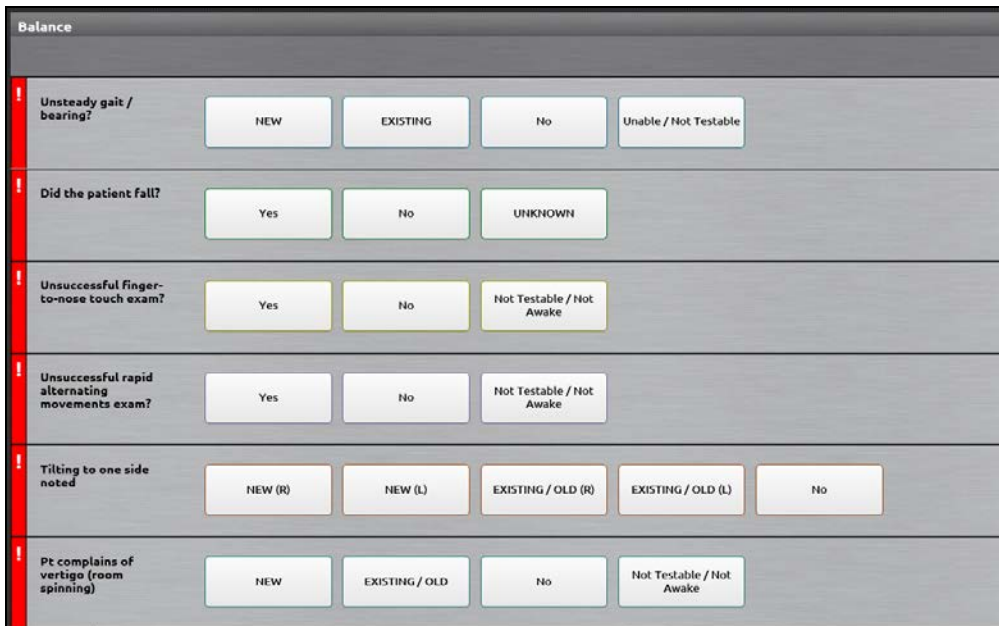 Balance
!
Unsteady gait /
bearing?
NEW
EXISTING
No
Unable / Not Testable
!
Did the patient fall?
Yes
No
UNKNOWN
!
Unsuccessful finger-
to-nose touch exam?
Yes
No
Not Testable / Not
Awake
!
Unsuccessful rapid
alternating
movements exam?
Yes
No
Not Testable / Not
Awake
!
Tilting to one side
noted
NEW (R)
NEW (L)
EXISTING / OLD (R)
EXISTING / OLD (L)
No
!
Pt complains of
vertigo (room
spinning)
NEW
EXISTING / OLD
No
Not Testable / Not
Awake